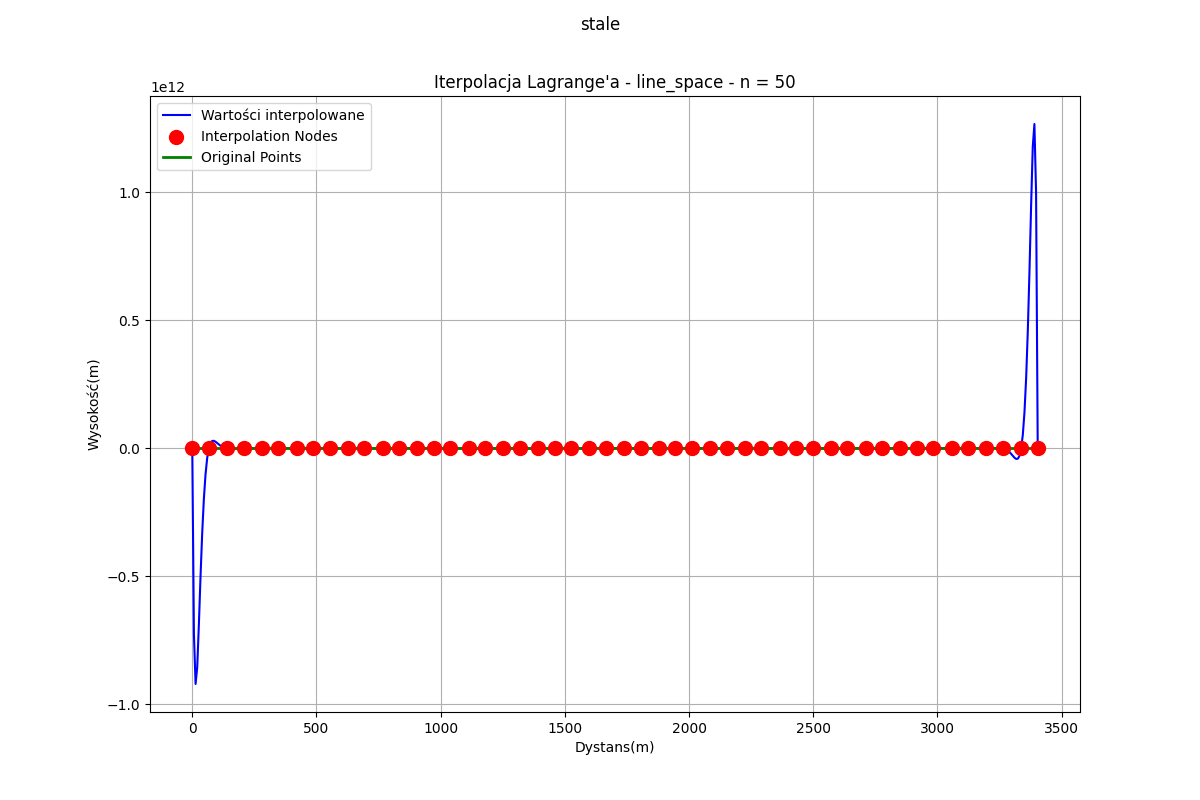 stale
Iterpolacja Lagrange'a - line_space - n = 50
1e12
Wartości interpolowane
Interpolation Nodes
Original Points
1.0
0.5
0.0
−0.5
−1.0
Wysokość(m)
0 500 1000 1500 2000 2500 3000 3500
Dystans(m)